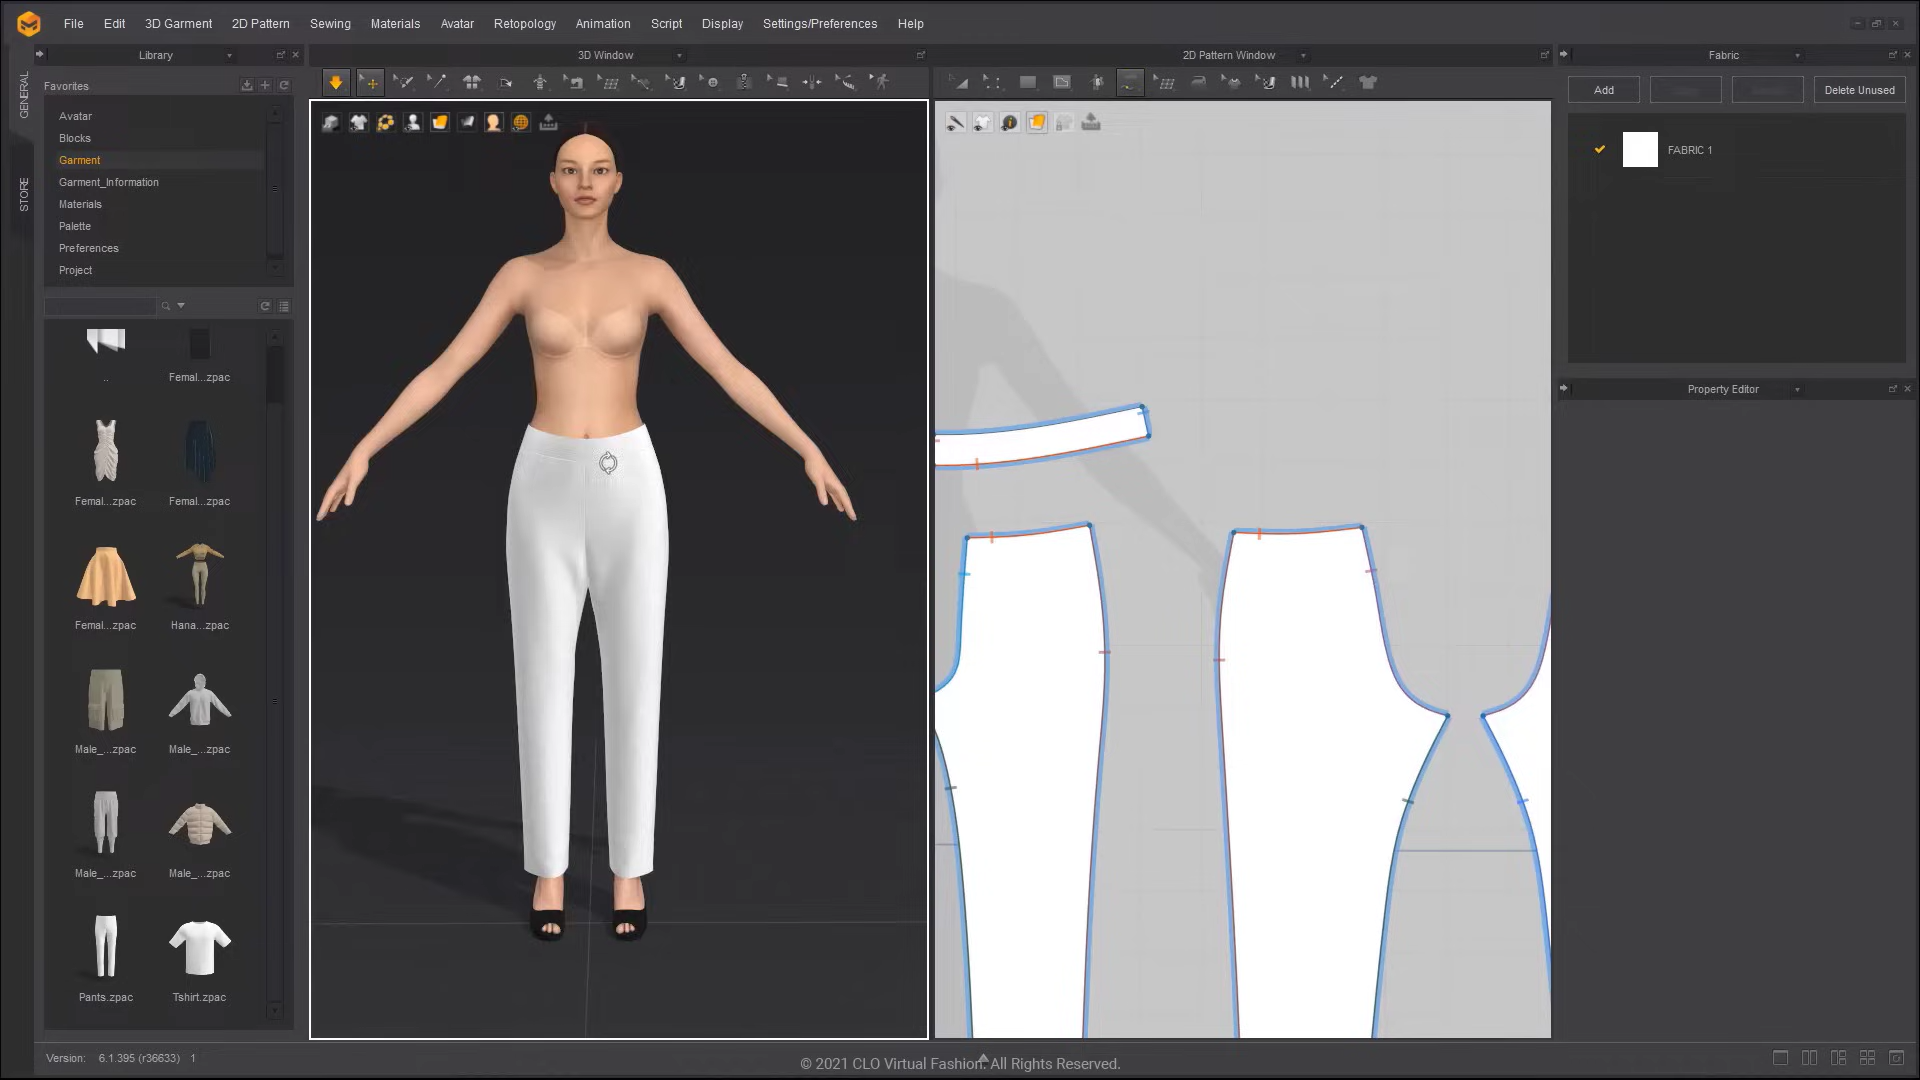 File Edit 3D Garment 2D Pattern Sewing Materials Avatar Retopology Animation Script Display Settings/Preferences Help
Library
3D Window
2D Pattern Window
Fabric
GENERAL
STORE
Favorites
Avatar
Blocks
Garment
Garment_Information
Materials
Palette
Preferences
Project
Add
Delete Unused
FABRIC 1
Property Editor
..
Femal...zpac
Femal...zpac
Femal...zpac
Femal...zpac
Hana...zpac
Male_...zpac
Male_...zpac
Male_...zpac
Male_...zpac
Pants.zpac
Tshirt.zpac
Version: 6.1.395 (r36633) 1
© 2021 CLO Virtual Fashion. All Rights Reserved.